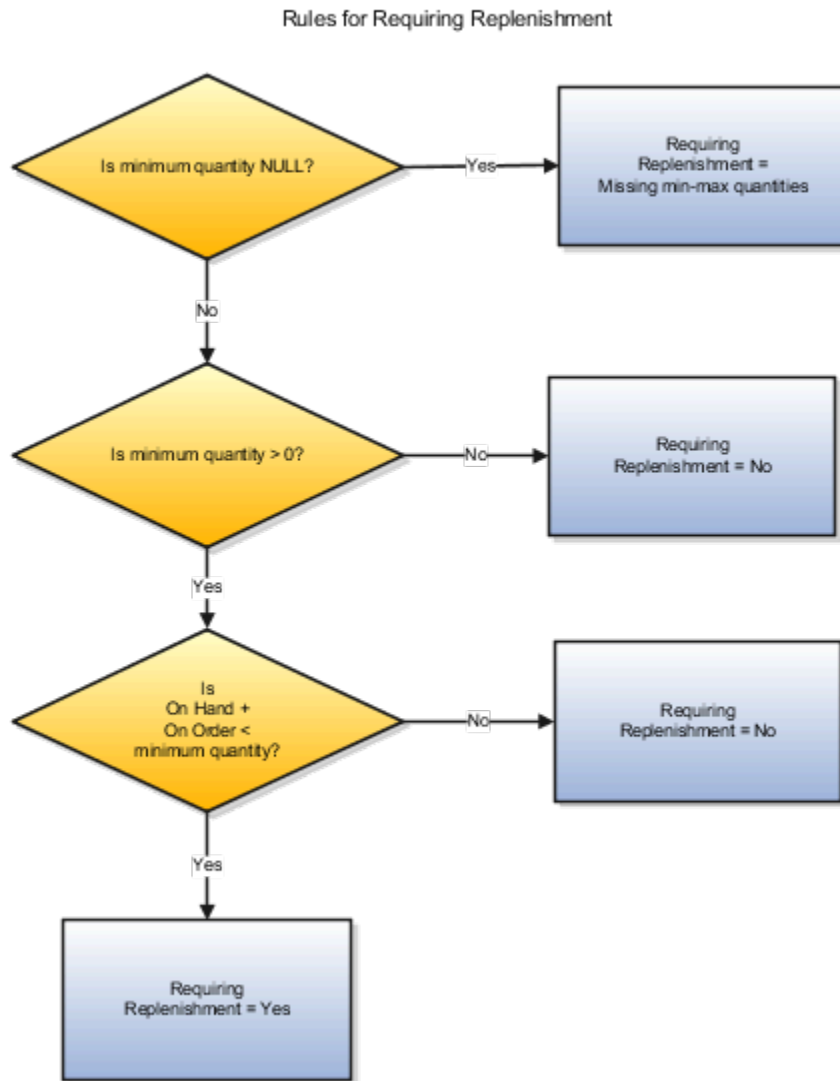 Rules for Requiring Replenishment
Is minimum quantity NULL?
Yes
Requiring
Replenishment =
Missing min-max quantities
No
Is minimum quantity > 0?
No
Requiring
Replenishment = No
Yes
Is
On Hand +
On Order <
minimum quantity?
No
Requiring
Replenishment = No
Yes
Requiring
Replenishment = Yes